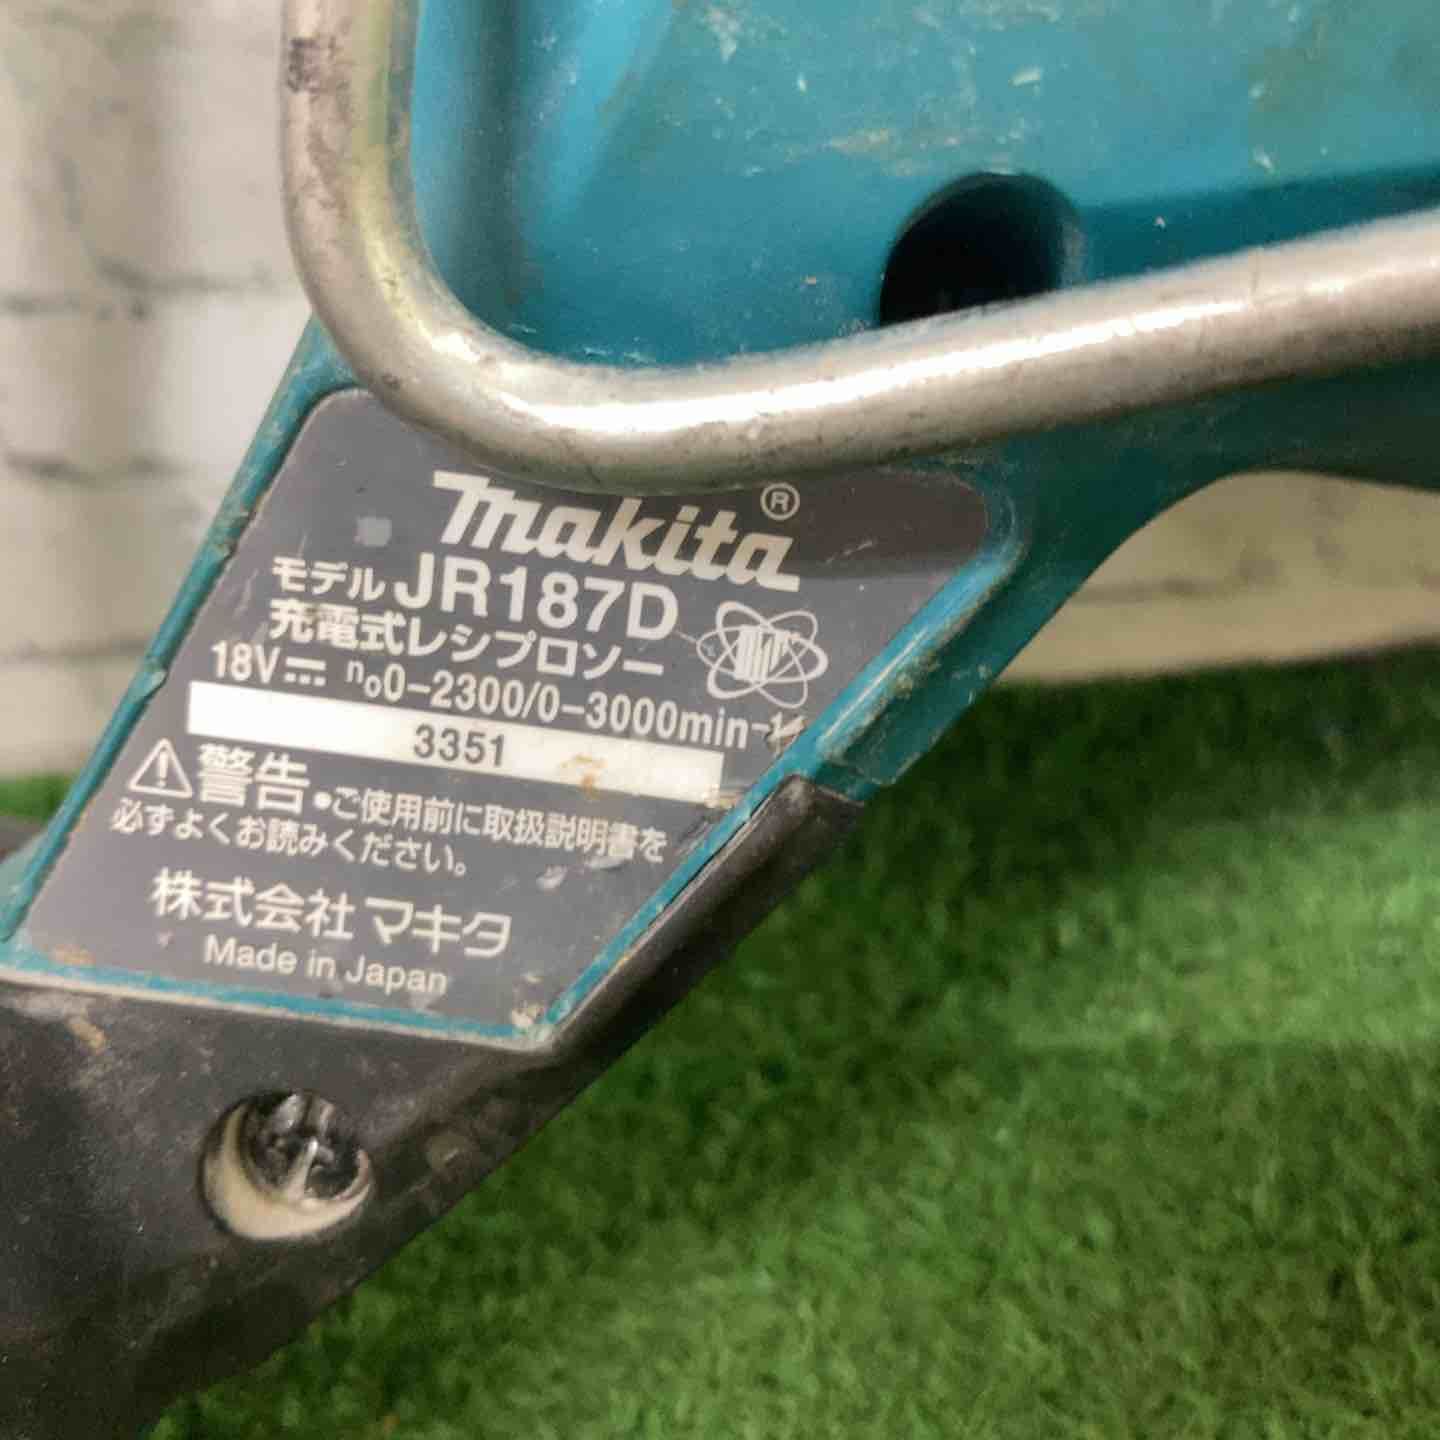 makita®
モデル JR187D
充電式レシプロソー
18V⎓ n₀0-2300/0-3000min⁻¹
3351
⚠警告 •ご使用前に取扱説明書を
必ずよくお読みください。
株式会社マキタ
Made in Japan